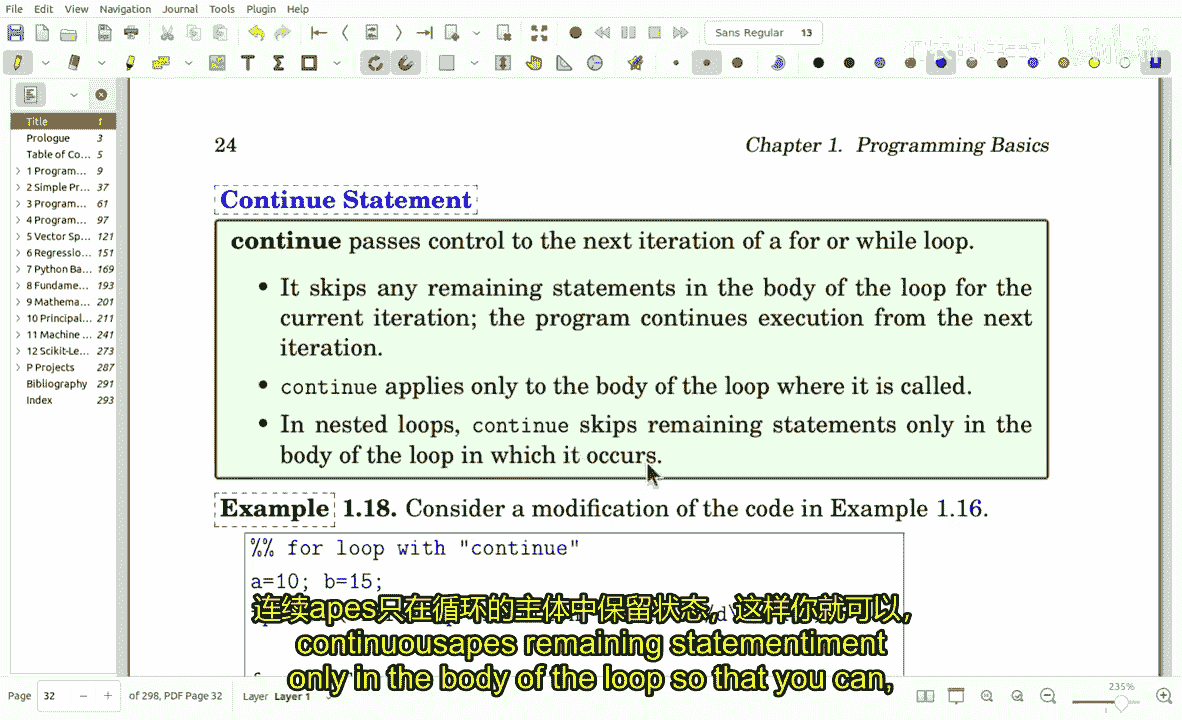 File Edit View Navigation Journal Tools Plugin Help
Sans Regular 13
Title 1
Prologue 3
Table of Co... 5
1 Program... 9
2 Simple Pr... 37
3 Program... 61
4 Program... 97
5 Vector Sp... 121
6 Regressio... 151
7 Python Ba... 169
8 Fundame... 193
9 Mathema... 201
10 Principal... 211
11 Machine ... 241
12 Scikit-Le... 273
P Projects 287
Bibliography 291
Index 293
24 Chapter 1. Programming Basics
Continue Statement
continue passes control to the next iteration of a for or while loop.
• It skips any remaining statements in the body of the loop for the
current iteration; the program continues execution from the next
iteration.
• continue applies only to the body of the loop where it is called.
• In nested loops, continue skips remaining statements only in the
body of the loop in which it occurs.
Example 1.18. Consider a modification of the code in Example 1.16.
%% for loop with "continue"
a=10; b=15;
连续apes只在循环的主体中保留状态，这样你就可以，
continuousapes remaining statementiment
only in the body of the loop so that you can,
Page 32 of 298, PDF Page 32 Layer Layer 1
235%